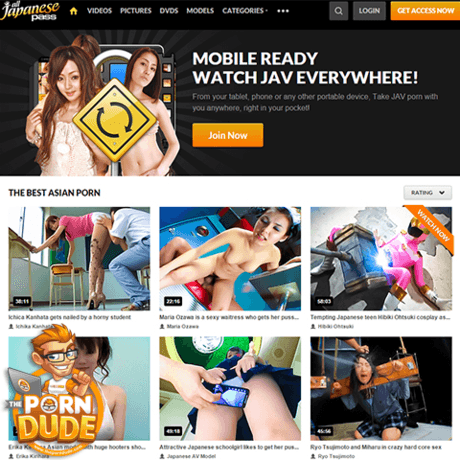 all
Japanese
pass
VIDEOS PICTURES DVDS MODELS CATEGORIES LOGIN GET ACCESS NOW
MOBILE READY
WATCH JAV EVERYWHERE!
From your tablet, phone or any other portable device, Take JAV porn with
you anywhere, right in your pocket!
Join Now
THE BEST ASIAN PORN RATING
WATCH NOW
38:11 22:16 58:03
Ichica Kanhata gets nailed by a horny student Maria Ozawa is a sexy waitress who gets her puss... Tempting Japanese teen Hibiki Ohtsuki cosplay as...
Ichika Kanhata Maria Ozawa Hibiki Ohtsuki
49:18 45:56
THE PORN
DUDE
Erika Kirihara Asian model with huge hooters sho... Attractive Japanese schoolgirl likes to get her puss... Ryo Tsujimoto and Miharu in crazy hard core sex
Erika Kirihara Japanese AV Model Ryo Tsujimoto